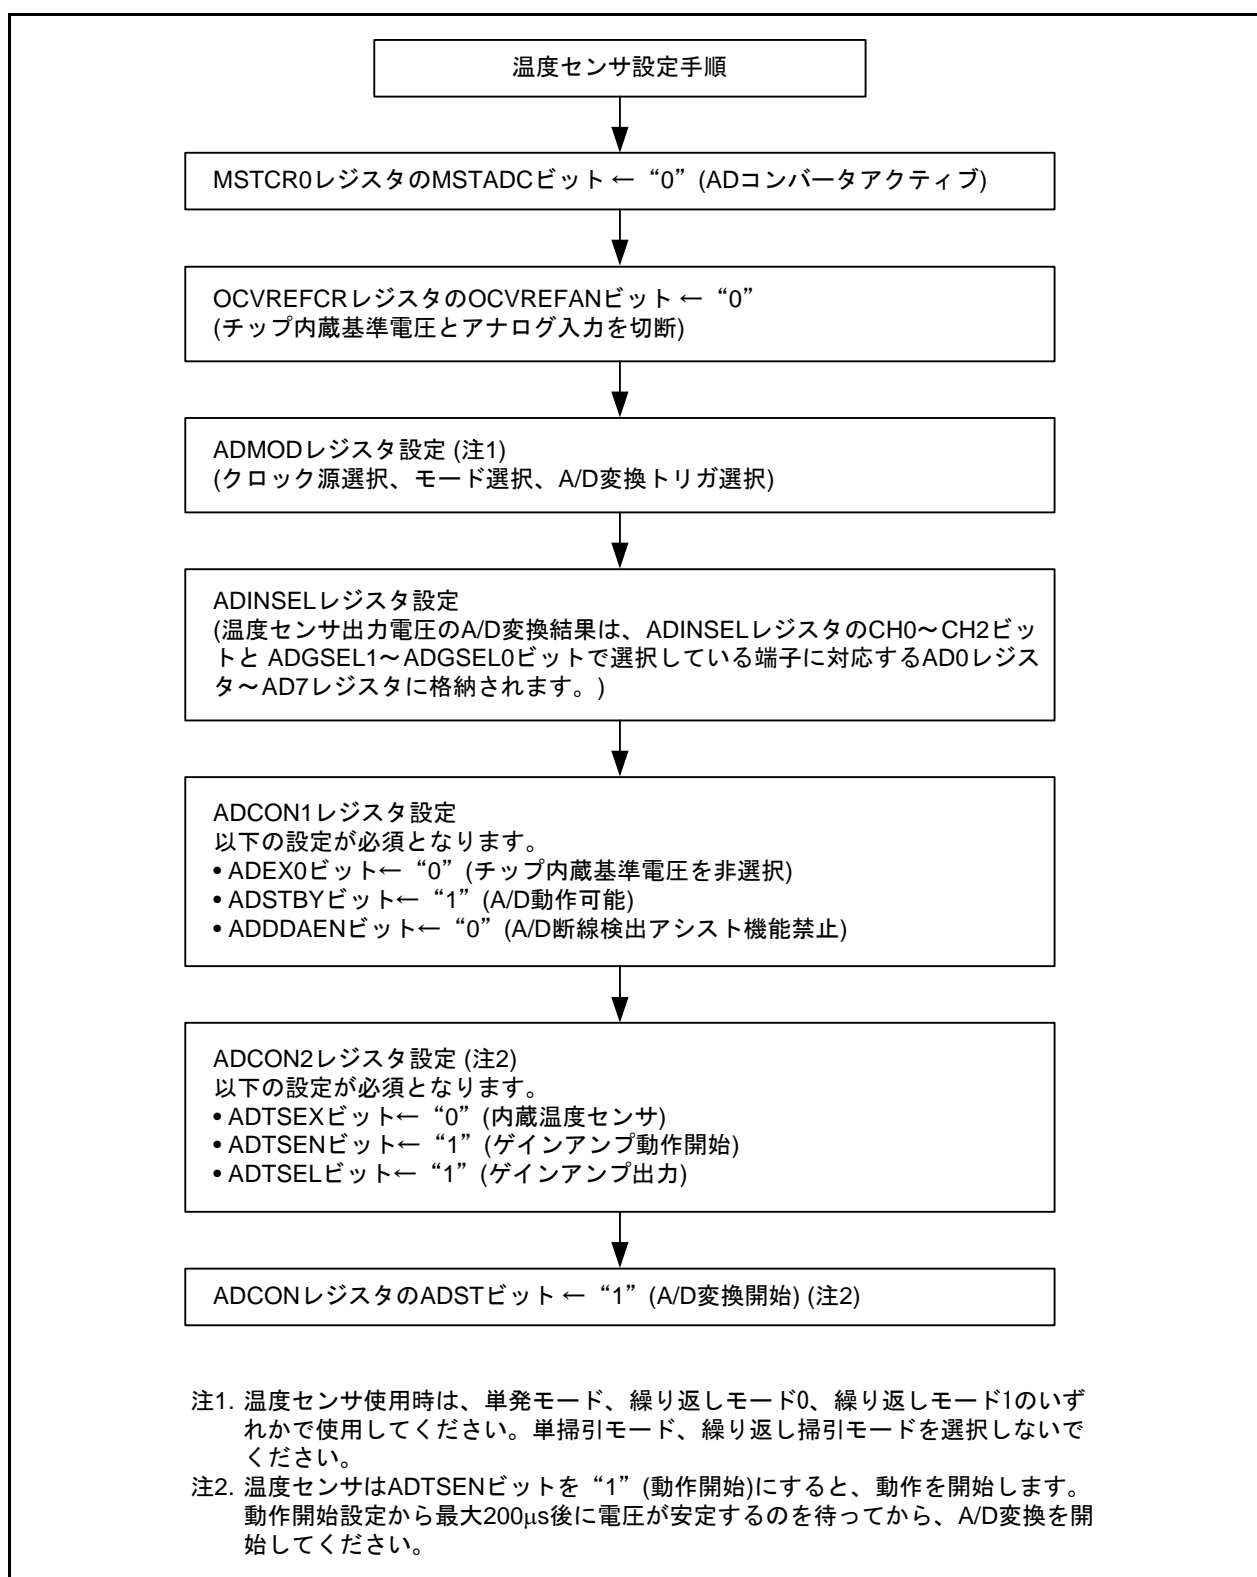 温度センサ設定手順
MSTCR0レジスタのMSTADCビット ← “0” (ADコンバータアクティブ)
OCVREFCRレジスタのOCVREFANビット ← “0”
(チップ内蔵基準電圧とアナログ入力を切断)
ADMODレジスタ設定 (注1)
(クロック源選択、モード選択、A/D変換トリガ選択)
ADINSELレジスタ設定
(温度センサ出力電圧のA/D変換結果は、ADINSELレジスタのCH0～CH2ビッ
トと ADGSEL1～ADGSEL0ビットで選択している端子に対応するAD0レジス
タ～AD7レジスタに格納されます。)
ADCON1レジスタ設定
以下の設定が必須となります。
• ADEX0ビット← “0” (チップ内蔵基準電圧を非選択)
• ADSTBYビット← “1” (A/D動作可能)
• ADDDAENビット← “0” (A/D断線検出アシスト機能禁止)
ADCON2レジスタ設定 (注2)
以下の設定が必須となります。
• ADTSEXビット← “0” (内蔵温度センサ)
• ADTSENビット← “1” (ゲインアンプ動作開始)
• ADTSELビット← “1” (ゲインアンプ出力)
ADCONレジスタのADSTビット ← “1” (A/D変換開始) (注2)
注1. 温度センサ使用時は、単発モード、繰り返しモード0、繰り返しモード1のいず
れかで使用してください。単掃引モード、繰り返し掃引モードを選択しないで
ください。
注2. 温度センサはADTSENビットを “1” (動作開始)にすると、動作を開始します。
動作開始設定から最大200μs後に電圧が安定するのを待ってから、A/D変換を開
始してください。